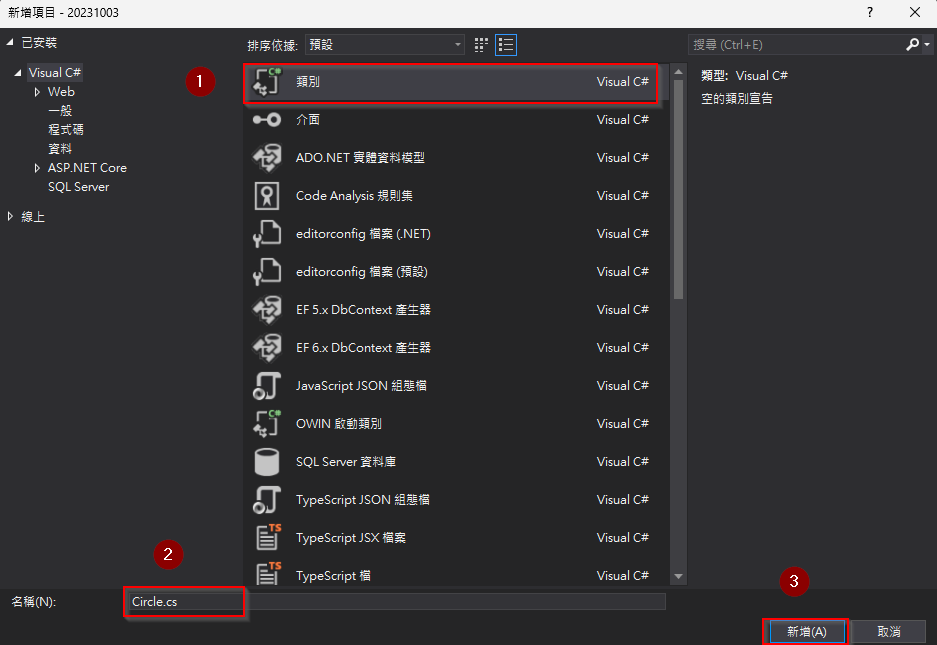 新增項目 - 20231003
?
已安裝
Visual C#
Web
一般
程式碼
資料
ASP.NET Core
SQL Server
線上
排序依據: 預設
1
類別 Visual C#
介面 Visual C#
ADO.NET 實體資料模型 Visual C#
Code Analysis 規則集 Visual C#
editorconfig 檔案 (.NET) Visual C#
editorconfig 檔案 (預設) Visual C#
EF 5.x DbContext 產生器 Visual C#
EF 6.x DbContext 產生器 Visual C#
JavaScript JSON 組態檔 Visual C#
OWIN 啟動類別 Visual C#
SQL Server 資料庫 Visual C#
TypeScript JSON 組態檔 Visual C#
TypeScript JSX 檔案 Visual C#
TypeScript 檔 Visual C#
搜尋 (Ctrl+E)
類型: Visual C#
空的類別宣告
2
名稱(N): Circle.cs
3
新增(A) 取消